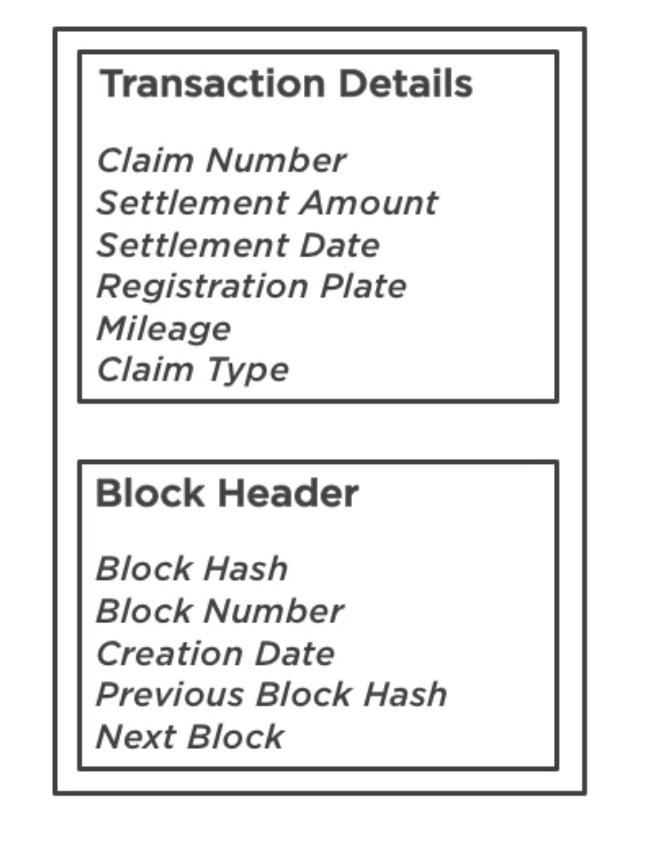 Transaction Details
Claim Number
Settlement Amount
Settlement Date
Registration Plate
Mileage
Claim Type
Block Header
Block Hash
Block Number
Creation Date
Previous Block Hash
Next Block